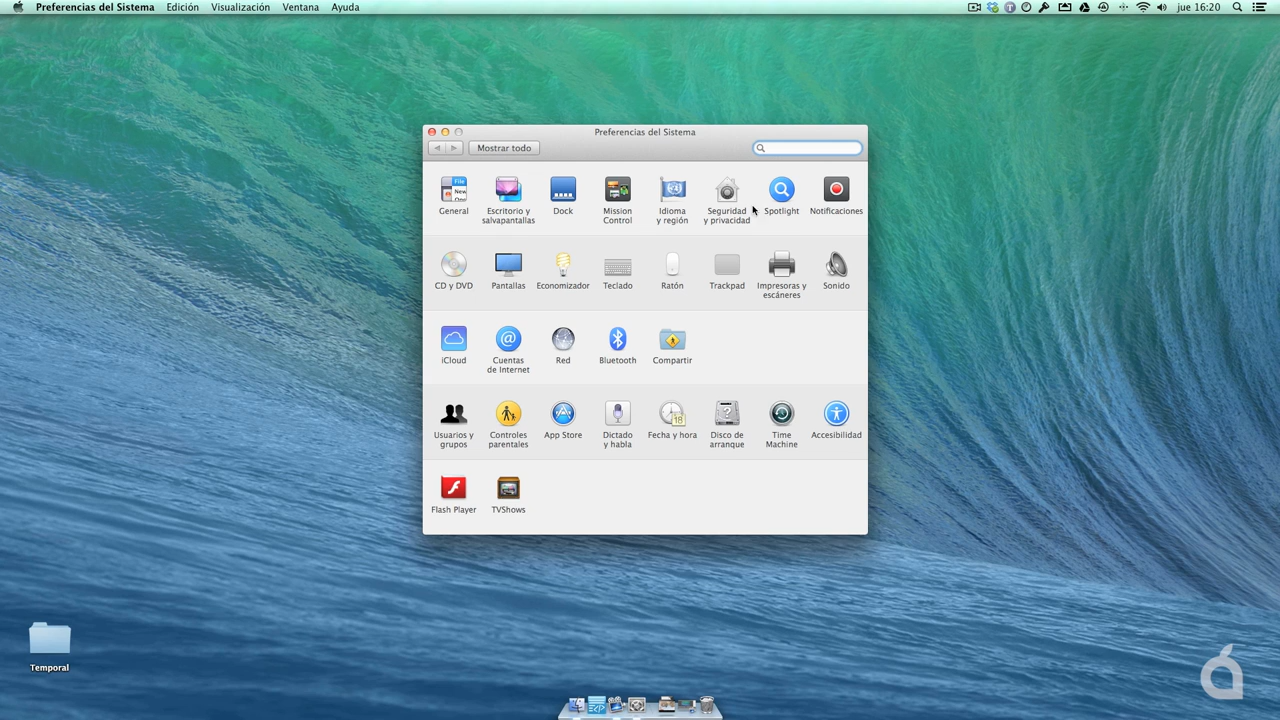 Preferencias del Sistema Edición Visualización Ventana Ayuda jue 16:20
Preferencias del Sistema
Mostrar todo
General Escritorio y salvapantallas Dock Mission Control Idioma y región Seguridad y privacidad Spotlight Notificaciones
CD y DVD Pantallas Economizador Teclado Ratón Trackpad Impresoras y escáneres Sonido
iCloud Cuentas de Internet Red Bluetooth Compartir
Usuarios y grupos Controles parentales App Store Dictado y habla Fecha y hora Disco de arranque Time Machine Accesibilidad
Flash Player TVShows
Temporal